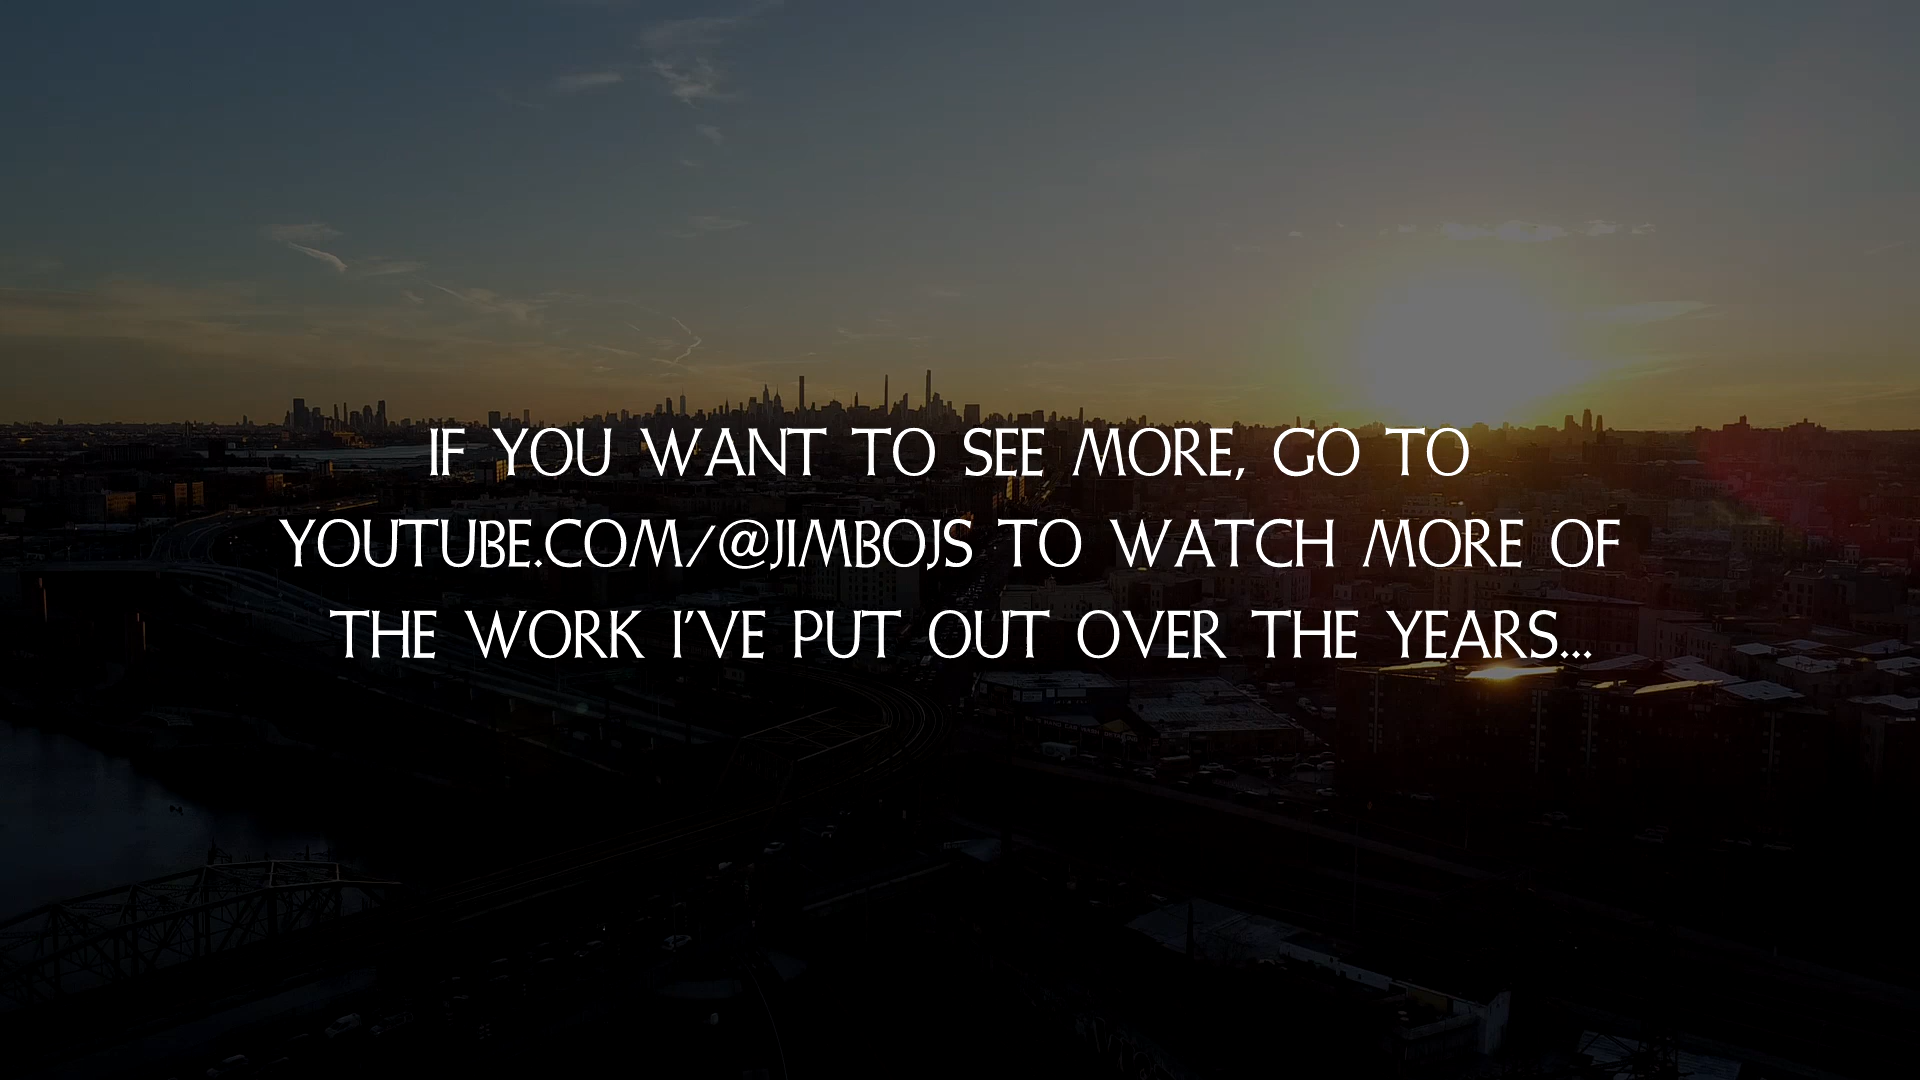 IF YOU WANT TO SEE MORE, GO TO
YOUTUBE.COM/@JIMBOJS TO WATCH MORE OF
THE WORK I'VE PUT OUT OVER THE YEARS...